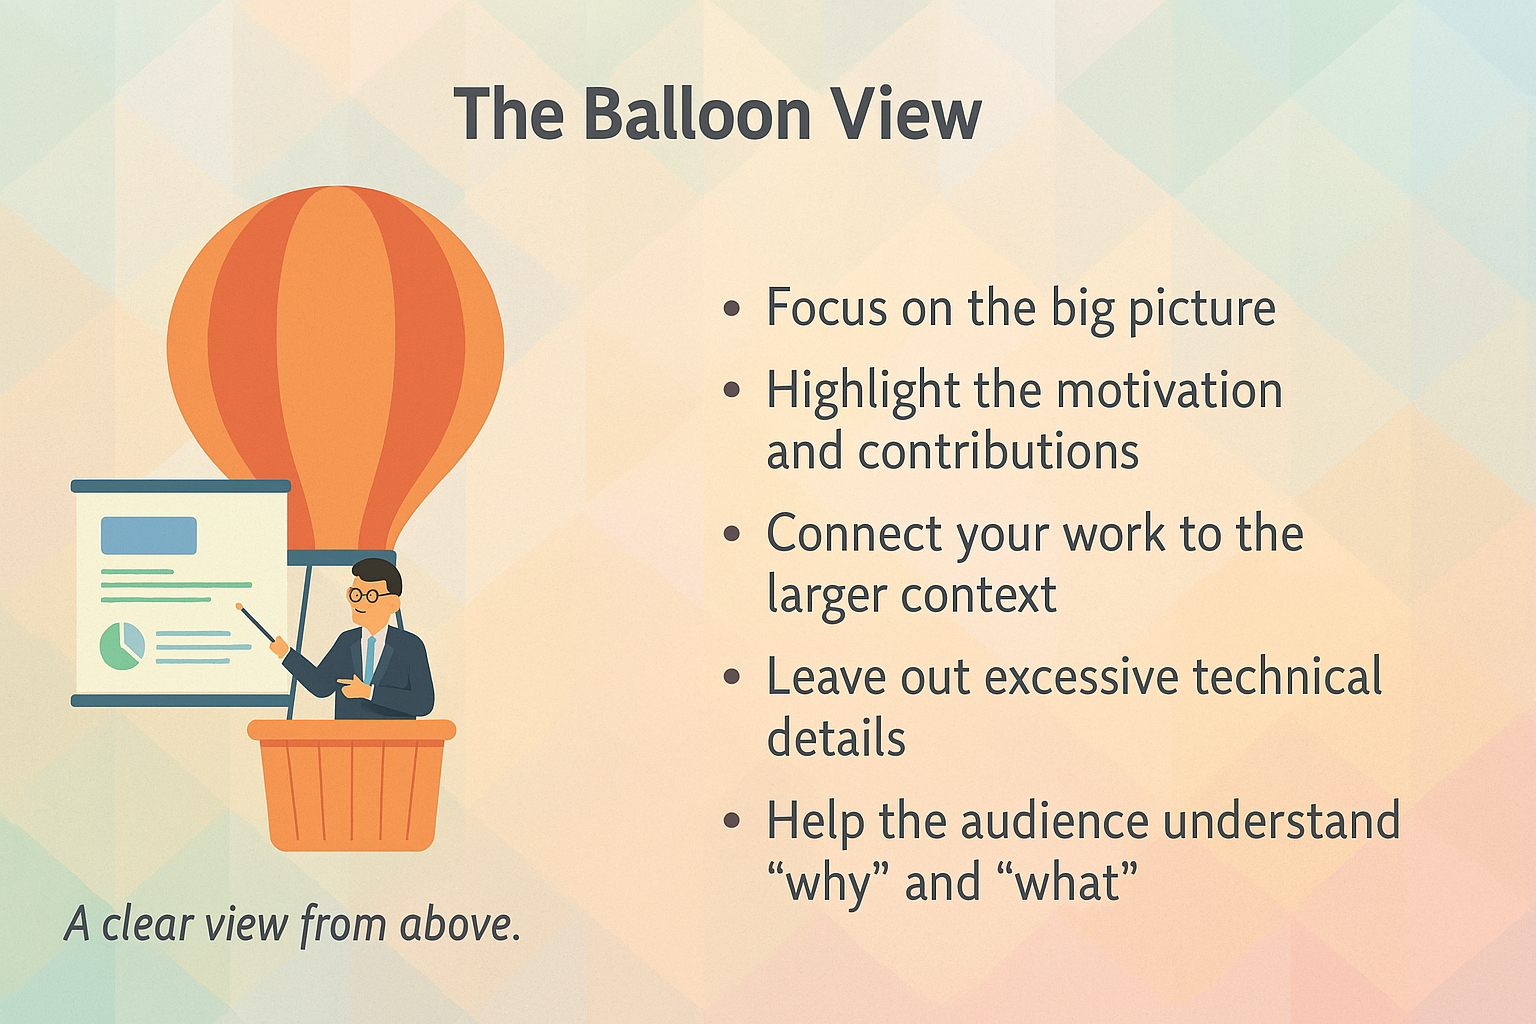 The Balloon View
• Focus on the big picture
• Highlight the motivation
and contributions
• Connect your work to the
larger context
• Leave out excessive technical
details
• Help the audience understand
“why” and “what”
A clear view from above.